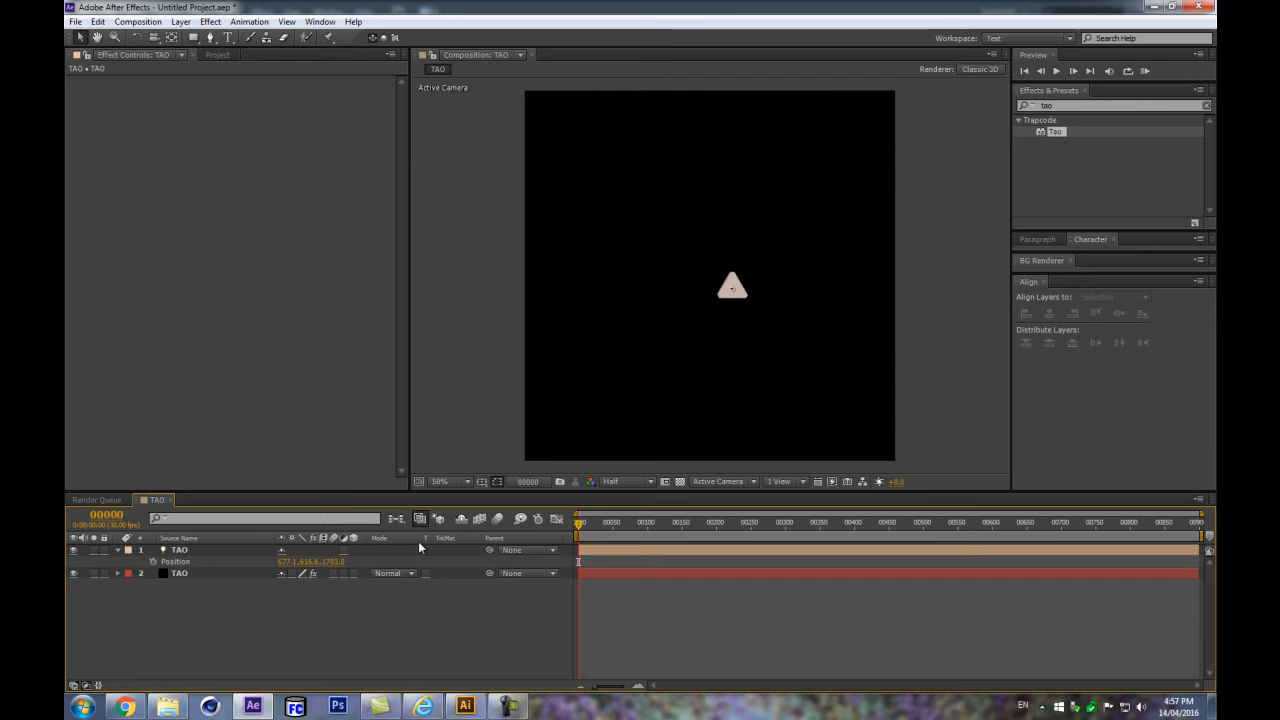 Adobe After Effects - Untitled Project.aep *
File Edit Composition Layer Effect Animation View Window Help
Workspace: Text Search Help
Effect Controls: TAO Project
TAO • TAO
Composition: TAO
TAO
Renderer: Classic 3D
Active Camera
Preview
Effects & Presets
tao
Trapcode
Tao
Paragraph Character
BG Renderer
Align
Align Layers to: Selection
Distribute Layers:
50% 00000 Half Active Camera 1 View +0.0
Render Queue TAO
00000
0:00:00:00 (30.00 fps)
00050 00100 00150 00200 00250 00300 00350 00400 00450 00500 00550 00600 00650 00700 00750 00800 00850 0090
# Source Name Mode T TrkMat Parent
1 TAO None
Position 677.1,616.6,1703.0
2 TAO Normal None
Ae FC Ps Ai
EN
4:57 PM
14/04/2016